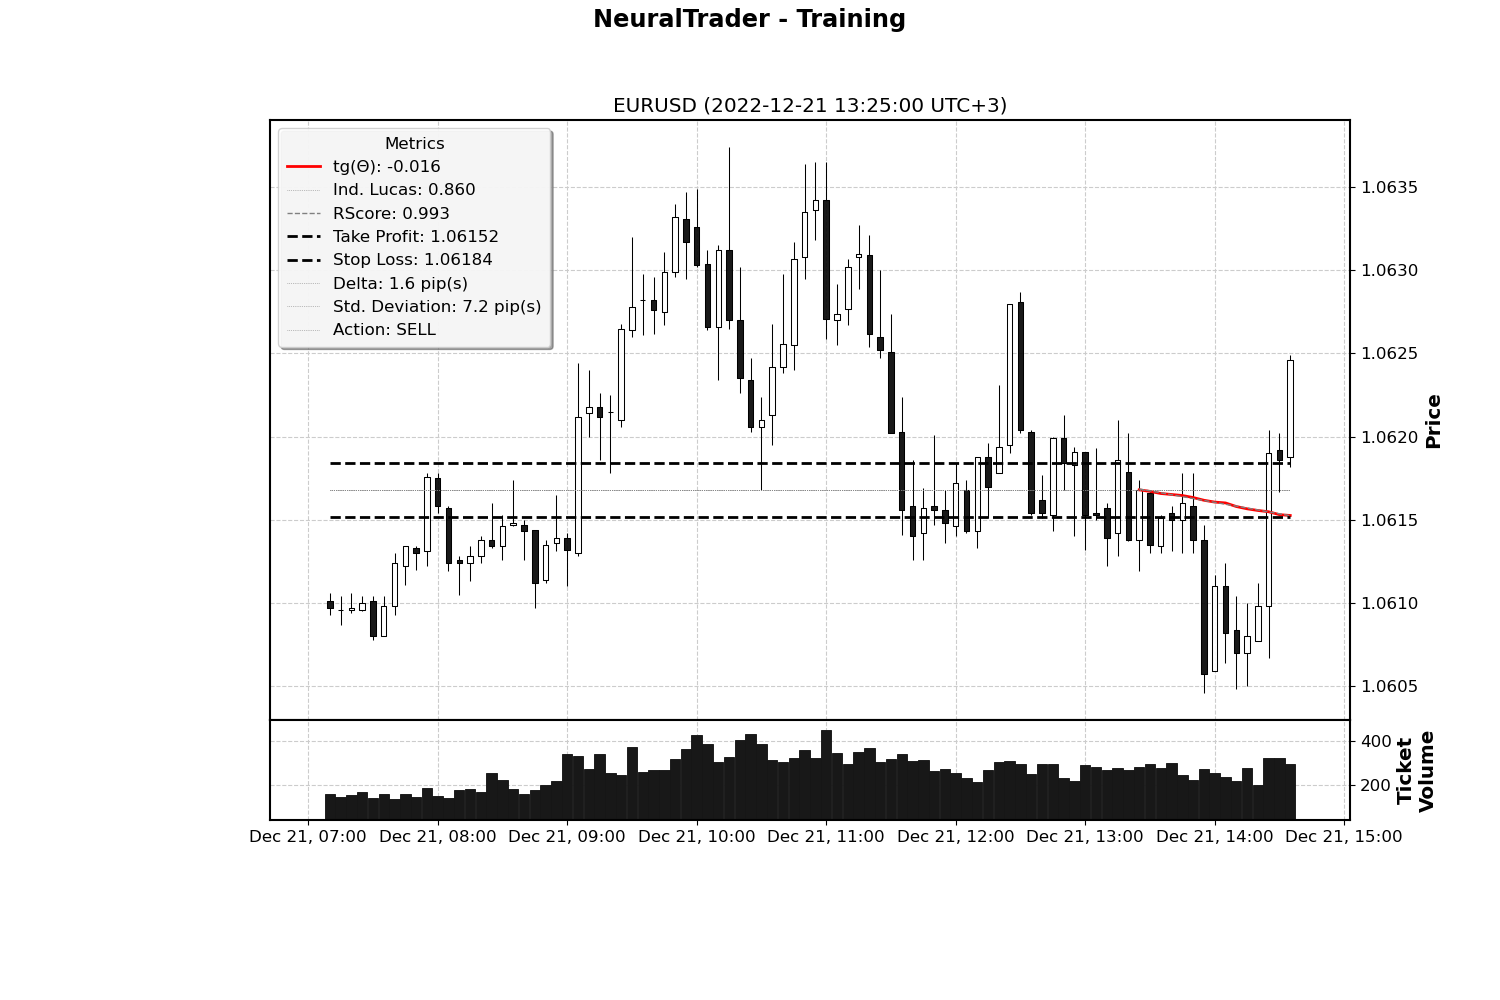 NeuralTrader - Training
EURUSD (2022-12-21 13:25:00 UTC+3)
Metrics
tg(Θ): -0.016
Ind. Lucas: 0.860
RScore: 0.993
Take Profit: 1.06152
Stop Loss: 1.06184
Delta: 1.6 pip(s)
Std. Deviation: 7.2 pip(s)
Action: SELL
1.0635
1.0630
1.0625
1.0620
1.0615
1.0610
1.0605
Price
400
200
Ticket
Volume
Dec 21, 07:00 Dec 21, 08:00 Dec 21, 09:00 Dec 21, 10:00 Dec 21, 11:00 Dec 21, 12:00 Dec 21, 13:00 Dec 21, 14:00 Dec 21, 15:00